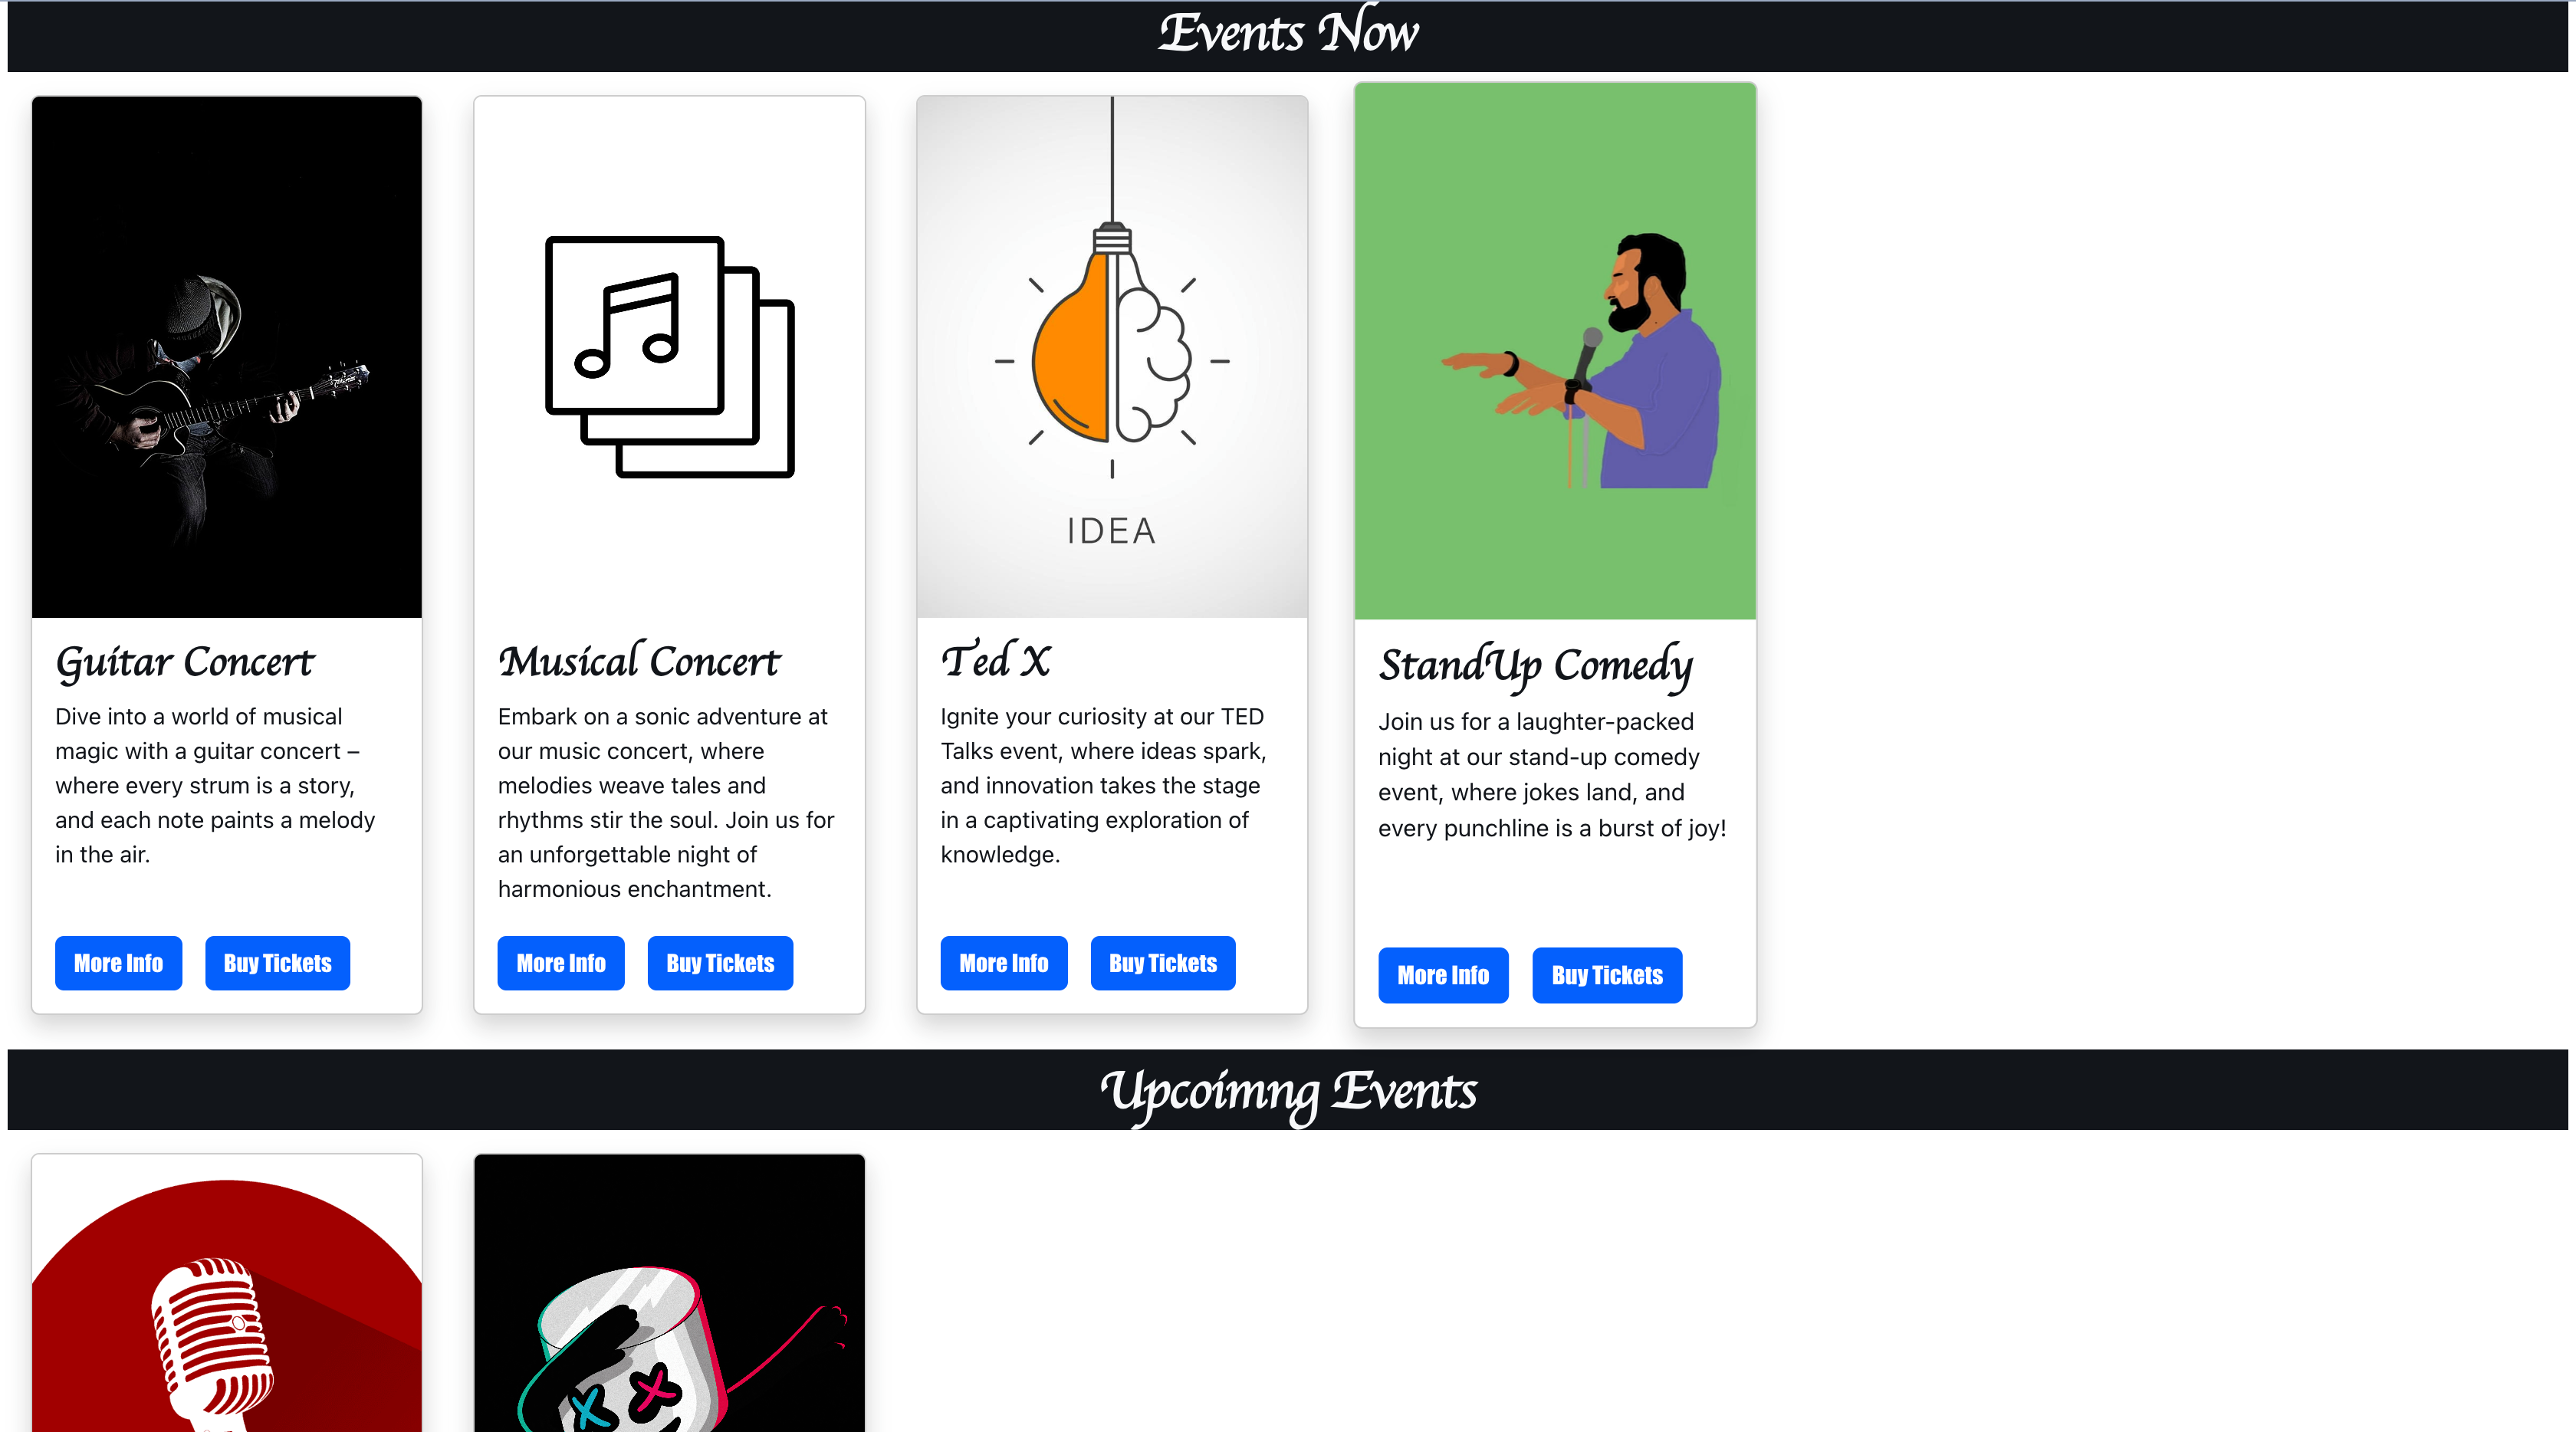 Events Now
IDEA
Guitar Concert
Dive into a world of musical
magic with a guitar concert –
where every strum is a story,
and each note paints a melody
in the air.
More Info
Buy Tickets
Musical Concert
Embark on a sonic adventure at
our music concert, where
melodies weave tales and
rhythms stir the soul. Join us for
an unforgettable night of
harmonious enchantment.
More Info
Buy Tickets
Ted X
Ignite your curiosity at our TED
Talks event, where ideas spark,
and innovation takes the stage
in a captivating exploration of
knowledge.
More Info
Buy Tickets
StandUp Comedy
Join us for a laughter-packed
night at our stand-up comedy
event, where jokes land, and
every punchline is a burst of joy!
More Info
Buy Tickets
Upcoimng Events